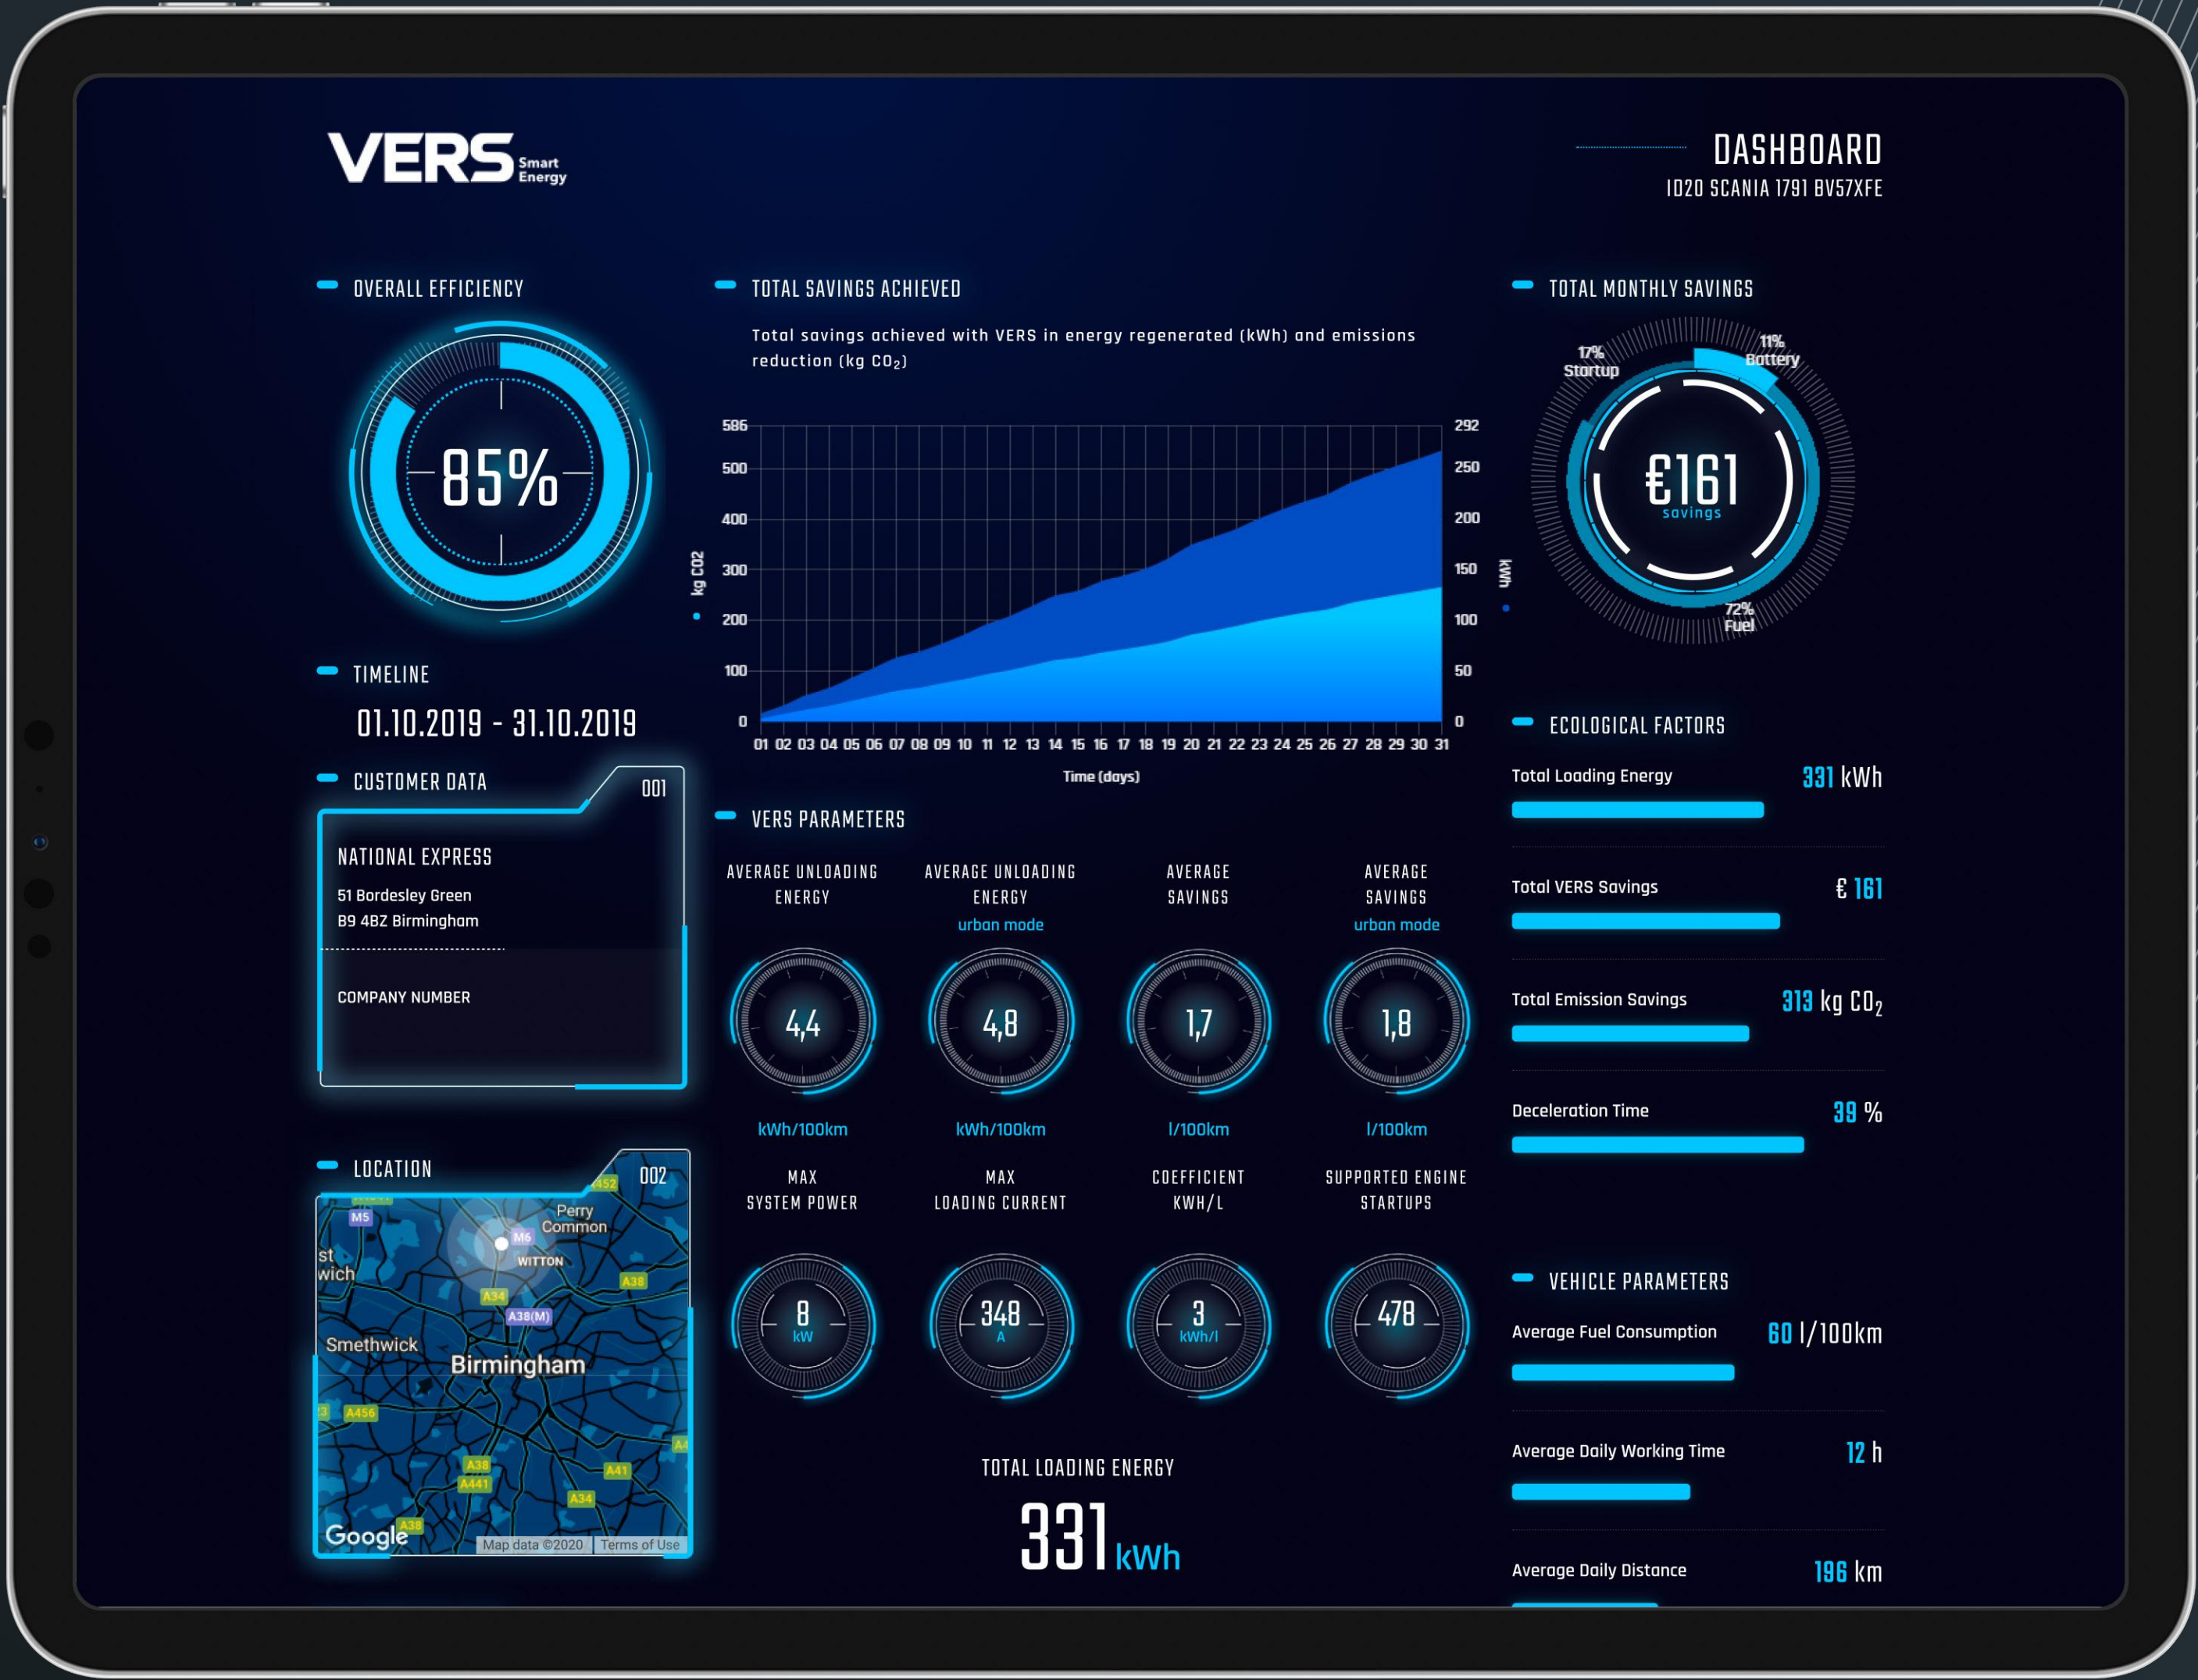 VERS Smart
Energy
DASHBOARD
ID20 SCANIA 1791 BV57XFE
OVERALL EFFICIENCY
85%
TIMELINE
01.10.2019 - 31.10.2019
CUSTOMER DATA
001
NATIONAL EXPRESS
51 Bordesley Green
B9 4BZ Birmingham
COMPANY NUMBER
LOCATION
002
A452
M5
Perry
Common
M6
st
wich
WITTON
A38
A34
A38(M)
Smethwick
Birmingham
A456
A38
A441
A41
A34
A38
Google
Map data ©2020
Terms of Use
TOTAL SAVINGS ACHIEVED
Total savings achieved with VERS in energy regenerated (kWh) and emissions
reduction (kg CO₂)
586
500
400
300
200
100
0
kg CO2
292
250
200
150
100
50
0
kWh
01 02 03 04 05 06 07 08 09 10 11 12 13 14 15 16 17 18 19 20 21 22 23 24 25 26 27 28 29 30 31
Time (days)
VERS PARAMETERS
AVERAGE UNLOADING
ENERGY
4,4
kWh/100km
AVERAGE UNLOADING
ENERGY
urban mode
4,8
kWh/100km
AVERAGE
SAVINGS
1,7
l/100km
AVERAGE
SAVINGS
urban mode
1,8
l/100km
MAX
SYSTEM POWER
8
kW
MAX
LOADING CURRENT
348
A
COEFFICIENT
KWH/L
3
kWh/l
SUPPORTED ENGINE
STARTUPS
478
TOTAL LOADING ENERGY
331 kWh
TOTAL MONTHLY SAVINGS
17%
Startup
11%
Battery
€161
savings
72%
Fuel
ECOLOGICAL FACTORS
Total Loading Energy 331 kWh
Total VERS Savings € 161
Total Emission Savings 313 kg CO₂
Deceleration Time 39 %
VEHICLE PARAMETERS
Average Fuel Consumption 60 l/100km
Average Daily Working Time 12 h
Average Daily Distance 196 km